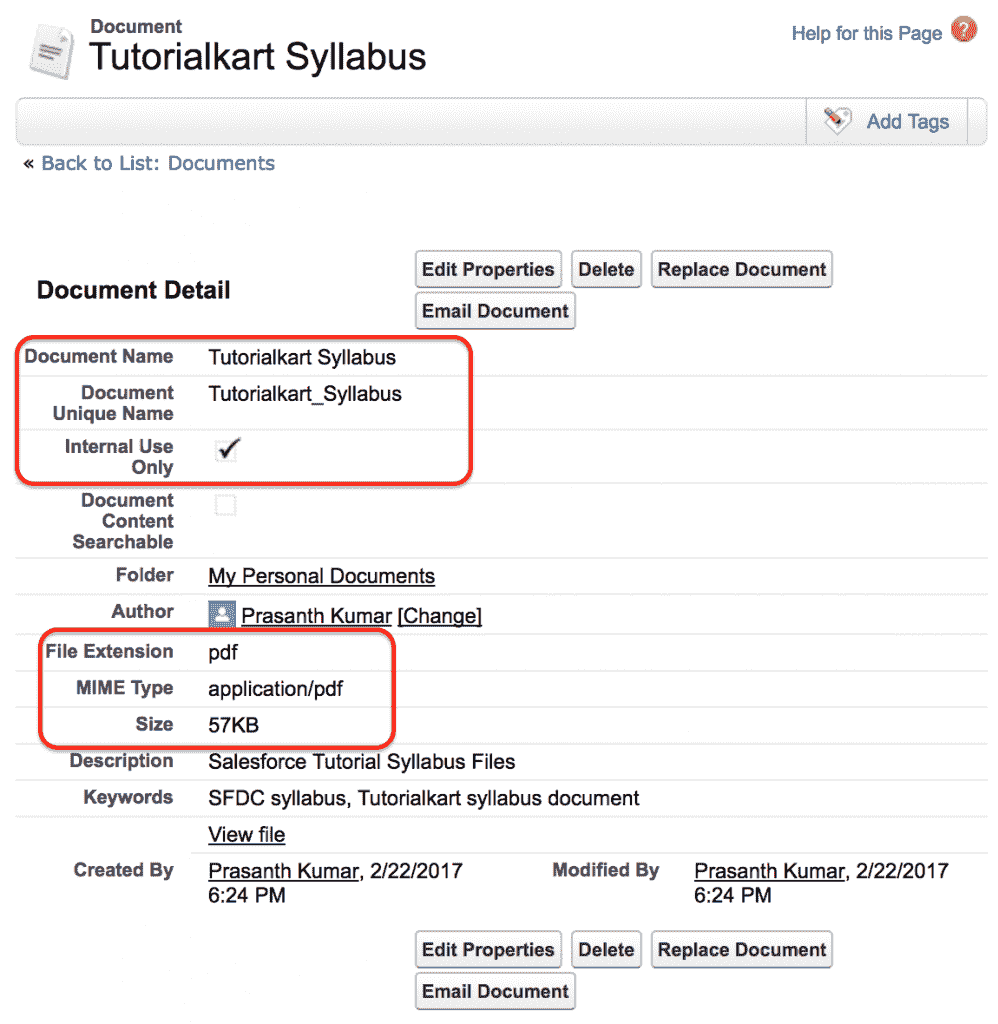 Document
Tutorialkart Syllabus
Help for this Page ?
Add Tags
« Back to List: Documents
Document Detail
Edit Properties Delete Replace Document
Email Document
Document Name Tutorialkart Syllabus
Document Unique Name Tutorialkart_Syllabus
Internal Use Only
Document Content Searchable
Folder My Personal Documents
Author Prasanth Kumar [Change]
File Extension pdf
MIME Type application/pdf
Size 57KB
Description Salesforce Tutorial Syllabus Files
Keywords SFDC syllabus, Tutorialkart syllabus document
View file
Created By Prasanth Kumar, 2/22/2017 6:24 PM
Modified By Prasanth Kumar, 2/22/2017 6:24 PM
Edit Properties Delete Replace Document
Email Document